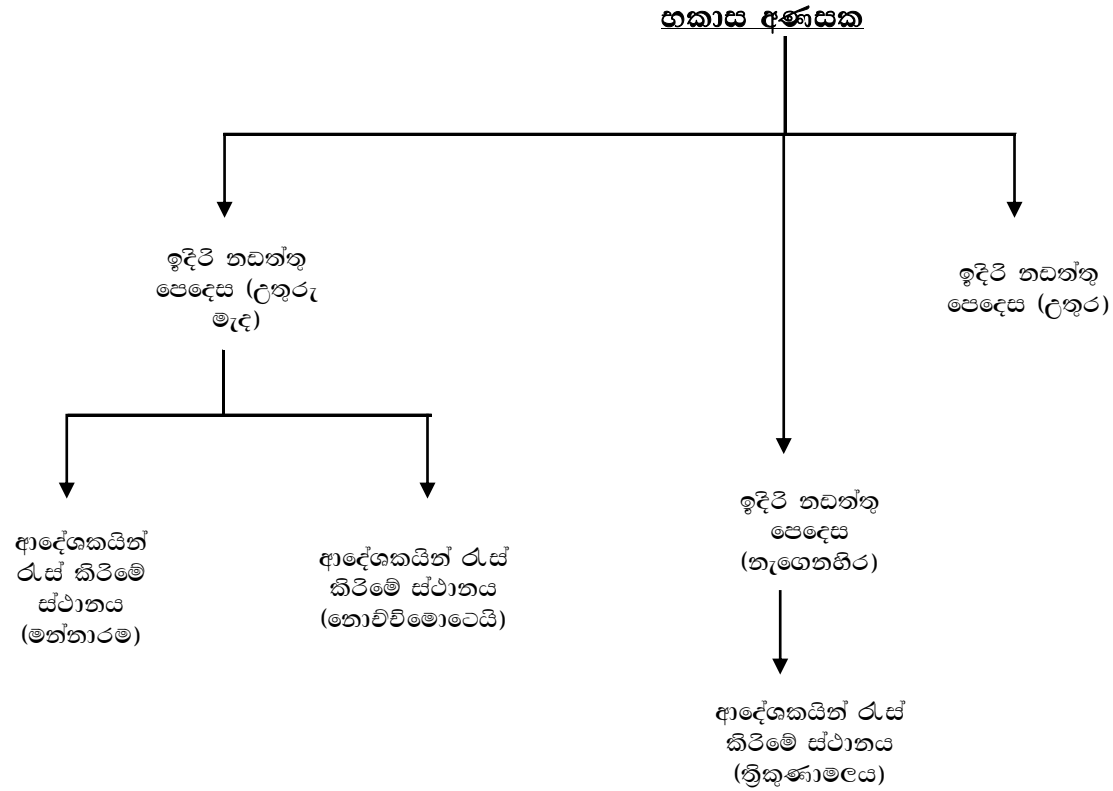 භකාස අණසක
ඉදිරි නඩත්තු
පෙදෙස (උතුරු
මැද)
ඉදිරි නඩත්තු
පෙදෙස (උතුර)
ඉදිරි නඩත්තු
පෙදෙස
(නැගෙනහිර)
ආදේශකයින්
රැස් කිරිමේ
ස්ථානය
(මන්නාරම)
ආදේශකයින් රැස්
කිරිමේ ස්ථානය
(නොච්චිමොටෙයි)
ආදේශකයින් රැස්
කිරිමේ ස්ථානය
(ත්‍රිකුණාමලය)